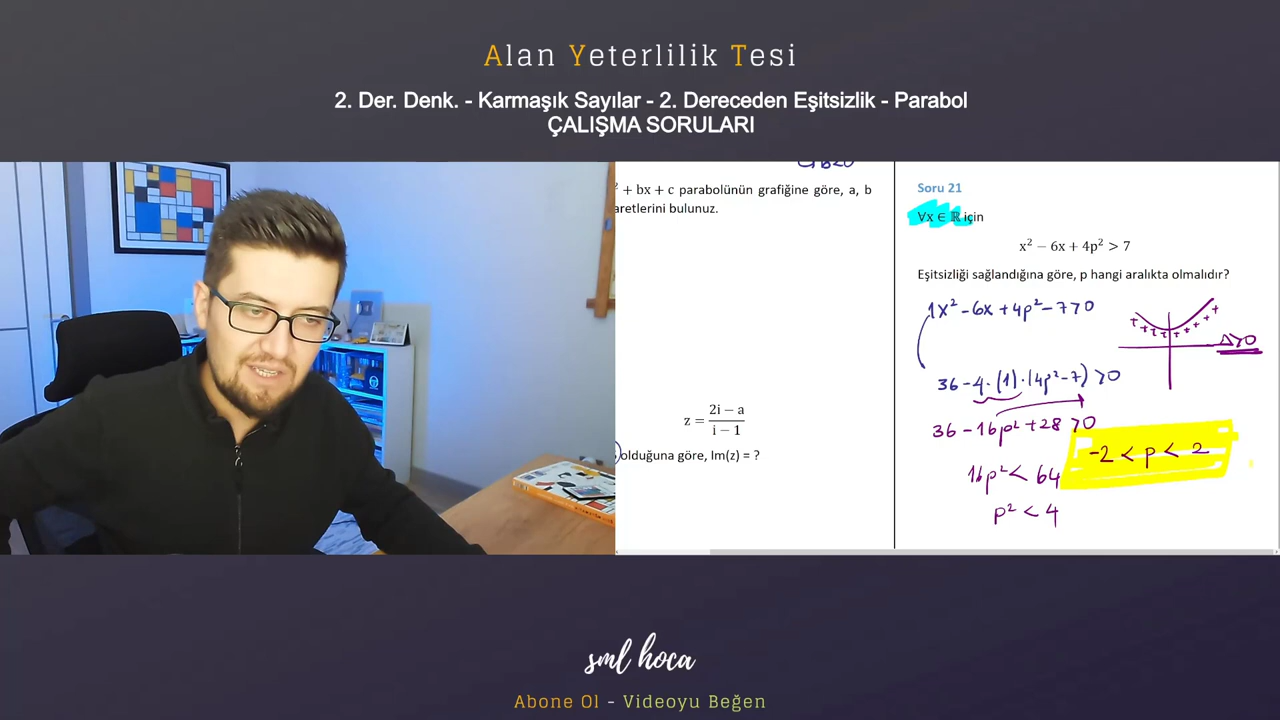 Alan Yeterlilik Tesi
2. Der. Denk. - Karmaşık Sayılar - 2. Dereceden Eşitsizlik - Parabol
ÇALIŞMA SORULARI
+ bx + c parabolünün grafiğine göre, a, b
aretlerini bulunuz.
z = 2i − a / i − 1
olduğuna göre, Im(z) = ?
Soru 21
∀x ∈ ℝ için
x² − 6x + 4p² > 7
Eşitsizliği sağlandığına göre, p hangi aralıkta olmalıdır?
1x² - 6x + 4p² - 7 > 0
Δ > 0
36 - 4 · (1) · (4p² - 7) > 0
36 - 16p² + 28 > 0
-2 < p < 2
16p² < 64
p² < 4
sml hoca
Abone Ol - Videoyu Beğen